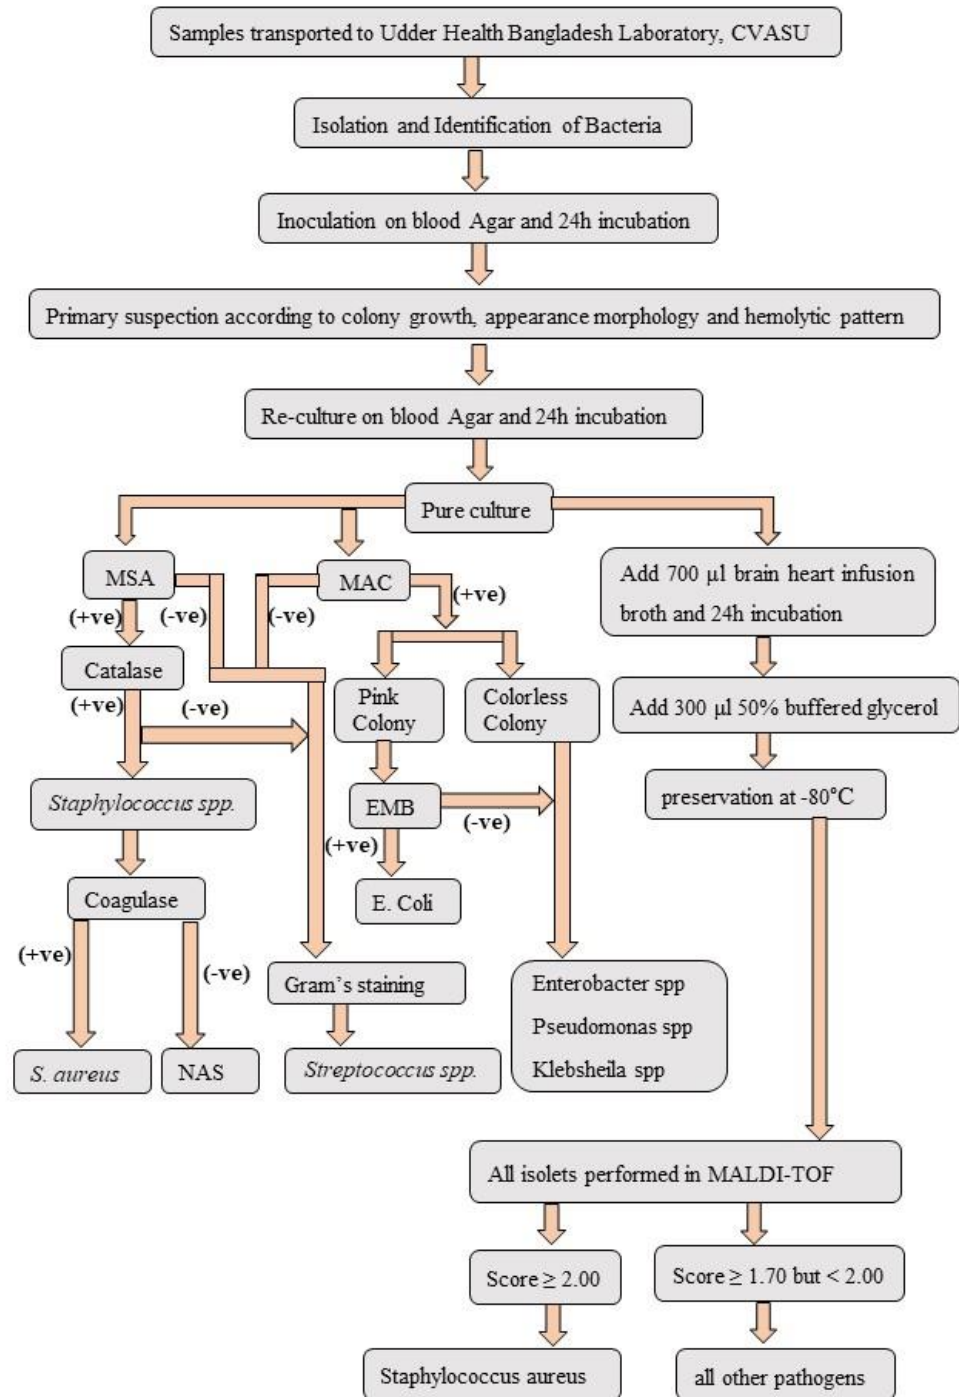 Samples transported to Udder Health Bangladesh Laboratory, CVASU
Isolation and Identification of Bacteria
Inoculation on blood Agar and 24h incubation
Primary suspection according to colony growth, appearance morphology and hemolytic pattern
Re-culture on blood Agar and 24h incubation
Pure culture
MSA
MAC
Add 700 µl brain heart infusion
broth and 24h incubation
(+ve)
(-ve)
(-ve)
(+ve)
Catalase
Pink
Colony
Colorless
Colony
Add 300 µl 50% buffered glycerol
(+ve)
(-ve)
Staphylococcus spp.
EMB
preservation at -80°C
(+ve)
(-ve)
Coagulase
E. Coli
(+ve)
(-ve)
Gram's staining
Enterobacter spp
Pseudomonas spp
Klebsheila spp
S. aureus
NAS
Streptococcus spp.
All isolets performed in MALDI-TOF
Score ≥ 2.00
Score ≥ 1.70 but < 2.00
Staphylococcus aureus
all other pathogens